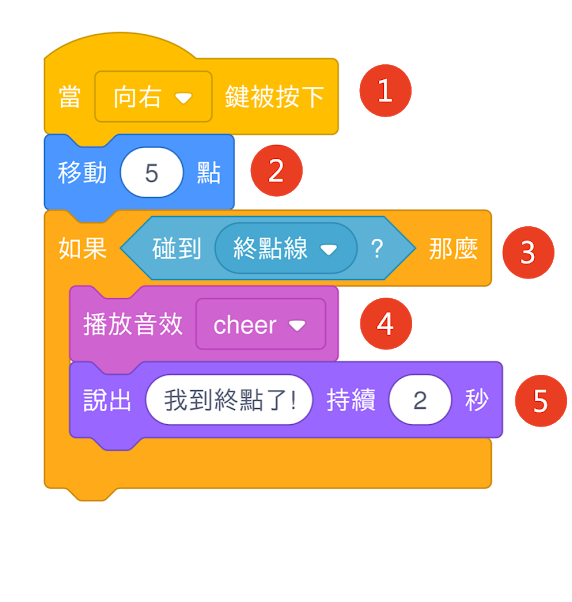 當 向右 鍵被按下 1
移動 5 點 2
如果 碰到 終點線 ? 那麼 3
播放音效 cheer 4
說出 我到終點了! 持續 2 秒 5